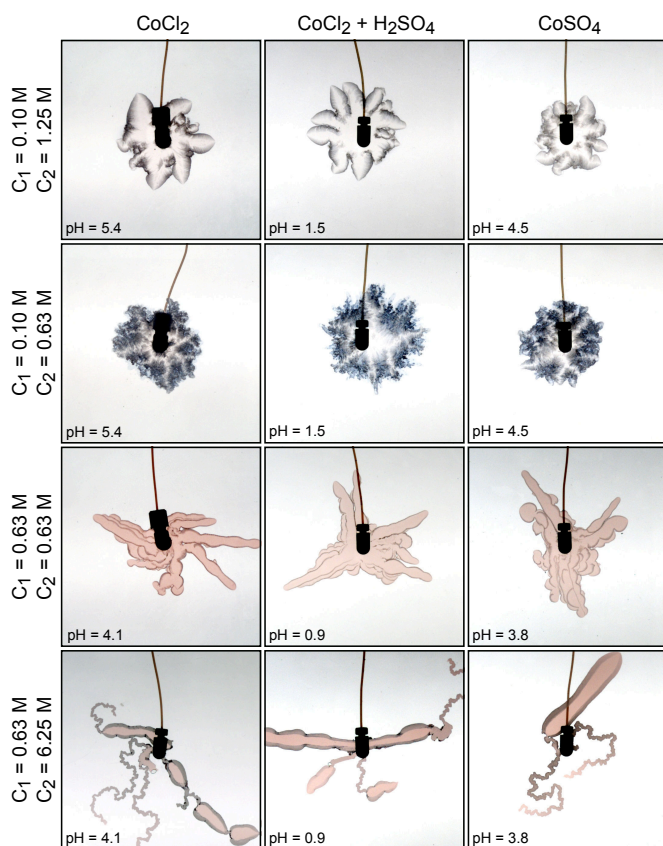 CoCl₂ CoCl₂ + H₂SO₄ CoSO₄
C₁ = 0.10 M
C₂ = 1.25 M
pH = 5.4 pH = 1.5 pH = 4.5
C₁ = 0.10 M
C₂ = 0.63 M
pH = 5.4 pH = 1.5 pH = 4.5
C₁ = 0.63 M
C₂ = 0.63 M
pH = 4.1 pH = 0.9 pH = 3.8
C₁ = 0.63 M
C₂ = 6.25 M
pH = 4.1 pH = 0.9 pH = 3.8